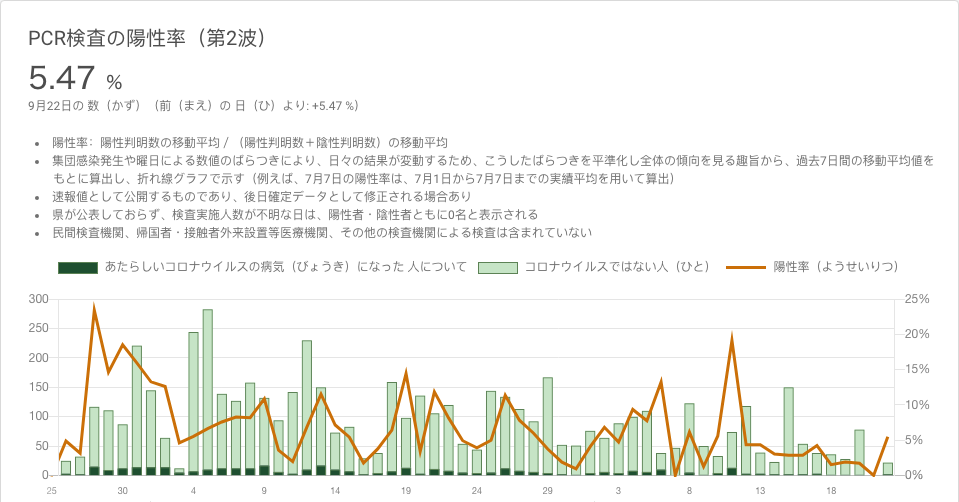 PCR検査の陽性率（第2波）
5.47 %
9月22日の 数（かず）（前（まえ）の 日（ひ）より: +5.47 %）
• 陽性率：陽性判明数の移動平均 / （陽性判明数＋陰性判明数）の移動平均
• 集団感染発生や曜日による数値のばらつきにより、日々の結果が変動するため、こうしたばらつきを平準化し全体の傾向を見る趣旨から、過去7日間の移動平均値を
もとに算出し、折れ線グラフで示す（例えば、7月7日の陽性率は、7月1日から7月7日までの実績平均を用いて算出）
• 速報値として公開するものであり、後日確定データとして修正される場合あり
• 県が公表しておらず、検査実施人数が不明な日は、陽性者・陰性者ともに0名と表示される
• 民間検査機関、帰国者・接触者外来設置等医療機関、その他の検査機関による検査は含まれていない
あたらしいコロナウイルスの病気（びょうき）になった 人について コロナウイルスではない人（ひと） 陽性率（ようせいりつ）
300 25%
250 20%
200 15%
150 10%
100 5%
50 0%
0
25 30 4 9 14 19 24 29 3 8 13 18